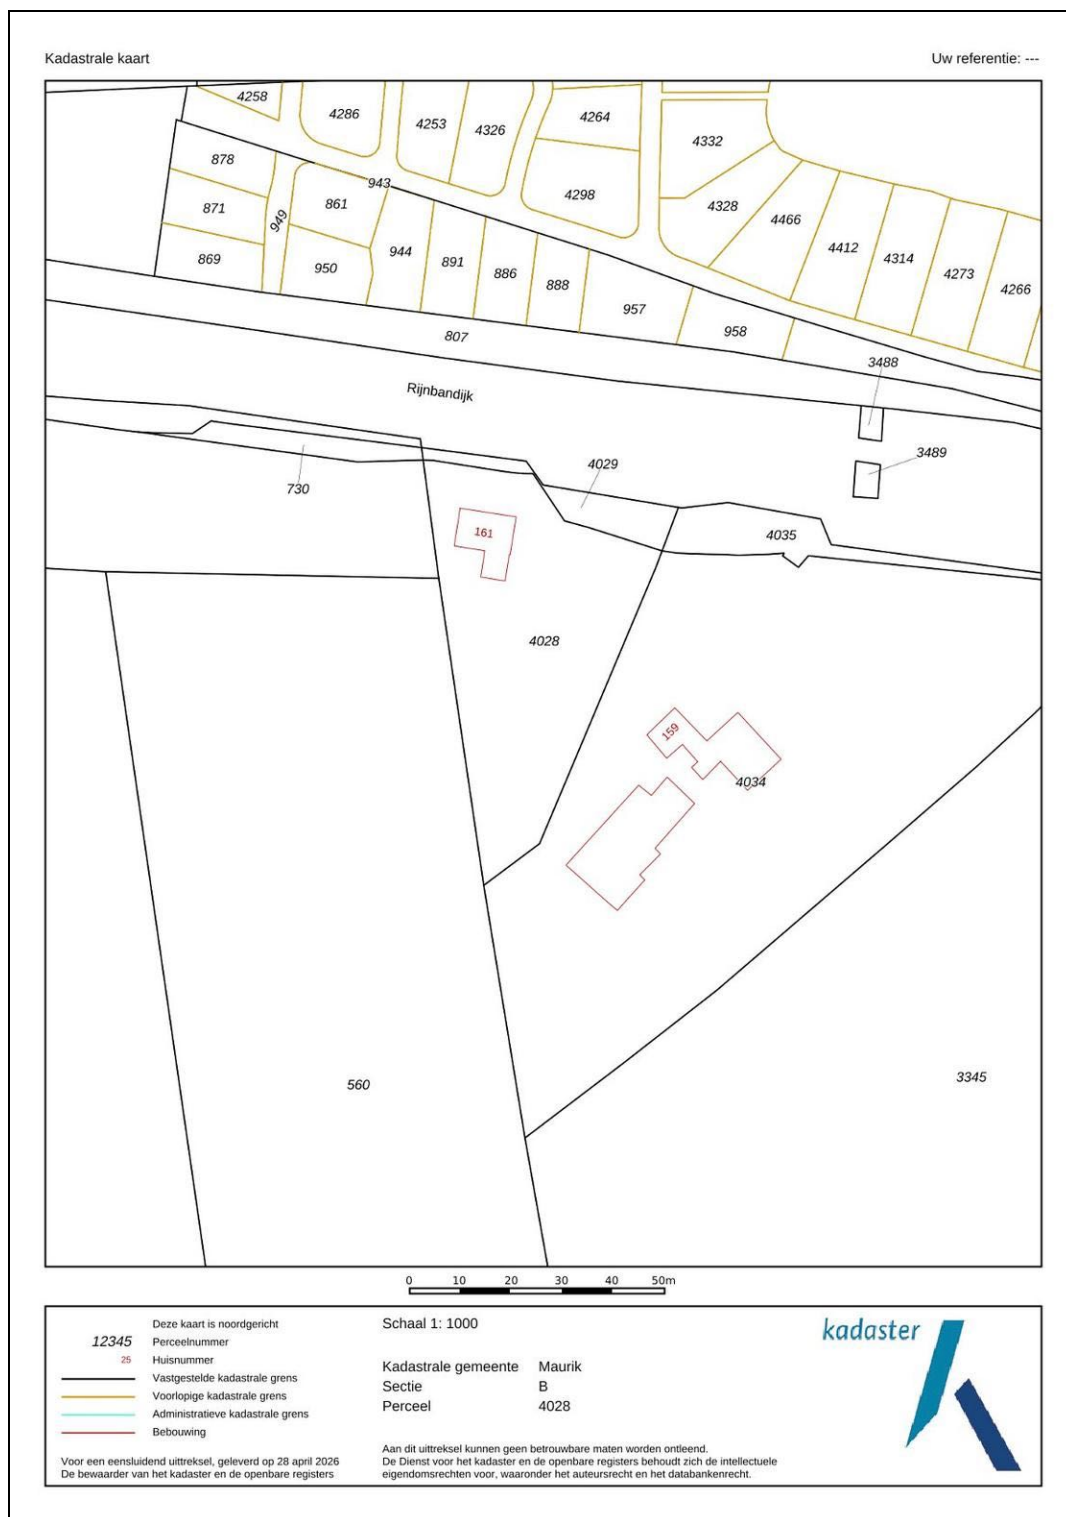 Kadastrale kaart
Uw referentie: ---
4258
4286
4253
4326
4264
4332
878
943
4298
4328
4466
871
949
861
944
4412
4314
4273
4266
869
950
891
886
888
957
958
807
3488
Rijnbandijk
3489
730
4029
161
4035
4028
159
4034
560
3345
0 10 20 30 40 50m
Deze kaart is noordgericht
12345 Perceelnummer
25 Huisnummer
Vastgestelde kadastrale grens
Voorlopige kadastrale grens
Administratieve kadastrale grens
Bebouwing
Voor een eensluidend uittreksel, geleverd op 28 april 2026
De bewaarder van het kadaster en de openbare registers
Schaal 1: 1000
Kadastrale gemeente Maurik
Sectie B
Perceel 4028
Aan dit uittreksel kunnen geen betrouwbare maten worden ontleend.
De Dienst voor het kadaster en de openbare registers behoudt zich de intellectuele
eigendomsrechten voor, waaronder het auteursrecht en het databankenrecht.
kadaster